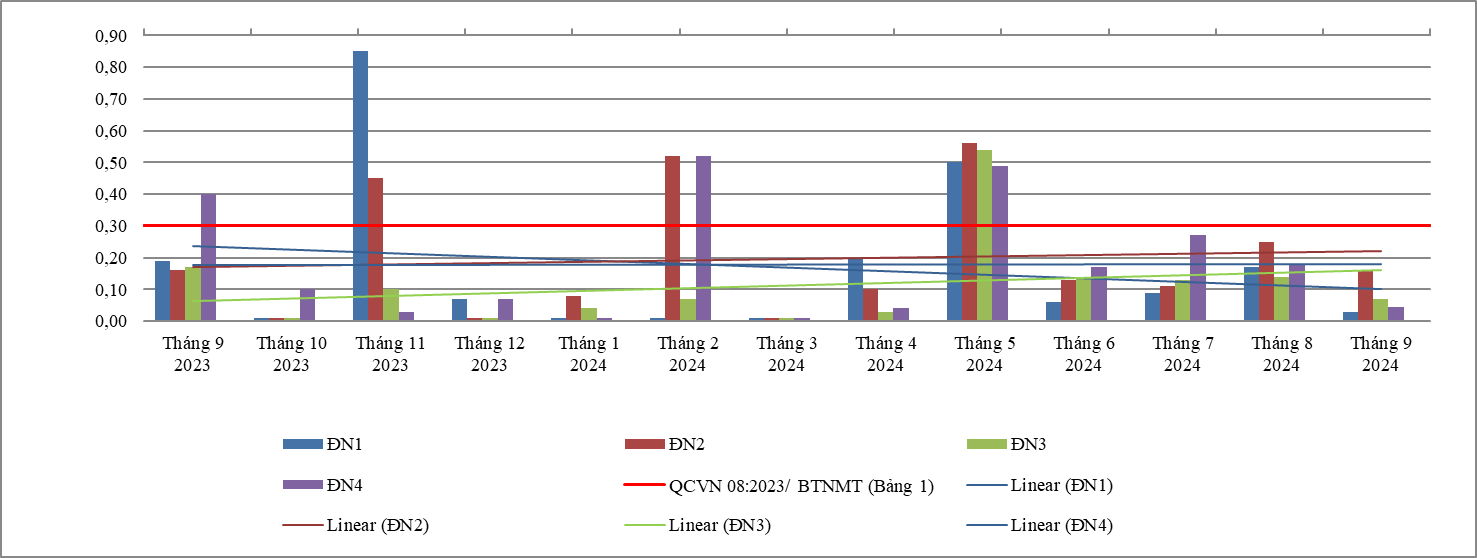 0,90
0,80
0,70
0,60
0,50
0,40
0,30
0,20
0,10
0,00
Tháng 9 2023
Tháng 10 2023
Tháng 11 2023
Tháng 12 2023
Tháng 1 2024
Tháng 2 2024
Tháng 3 2024
Tháng 4 2024
Tháng 5 2024
Tháng 6 2024
Tháng 7 2024
Tháng 8 2024
Tháng 9 2024
ĐN1
ĐN2
ĐN3
ĐN4
QCVN 08:2023/ BTNMT (Bảng 1)
Linear (ĐN1)
Linear (ĐN2)
Linear (ĐN3)
Linear (ĐN4)